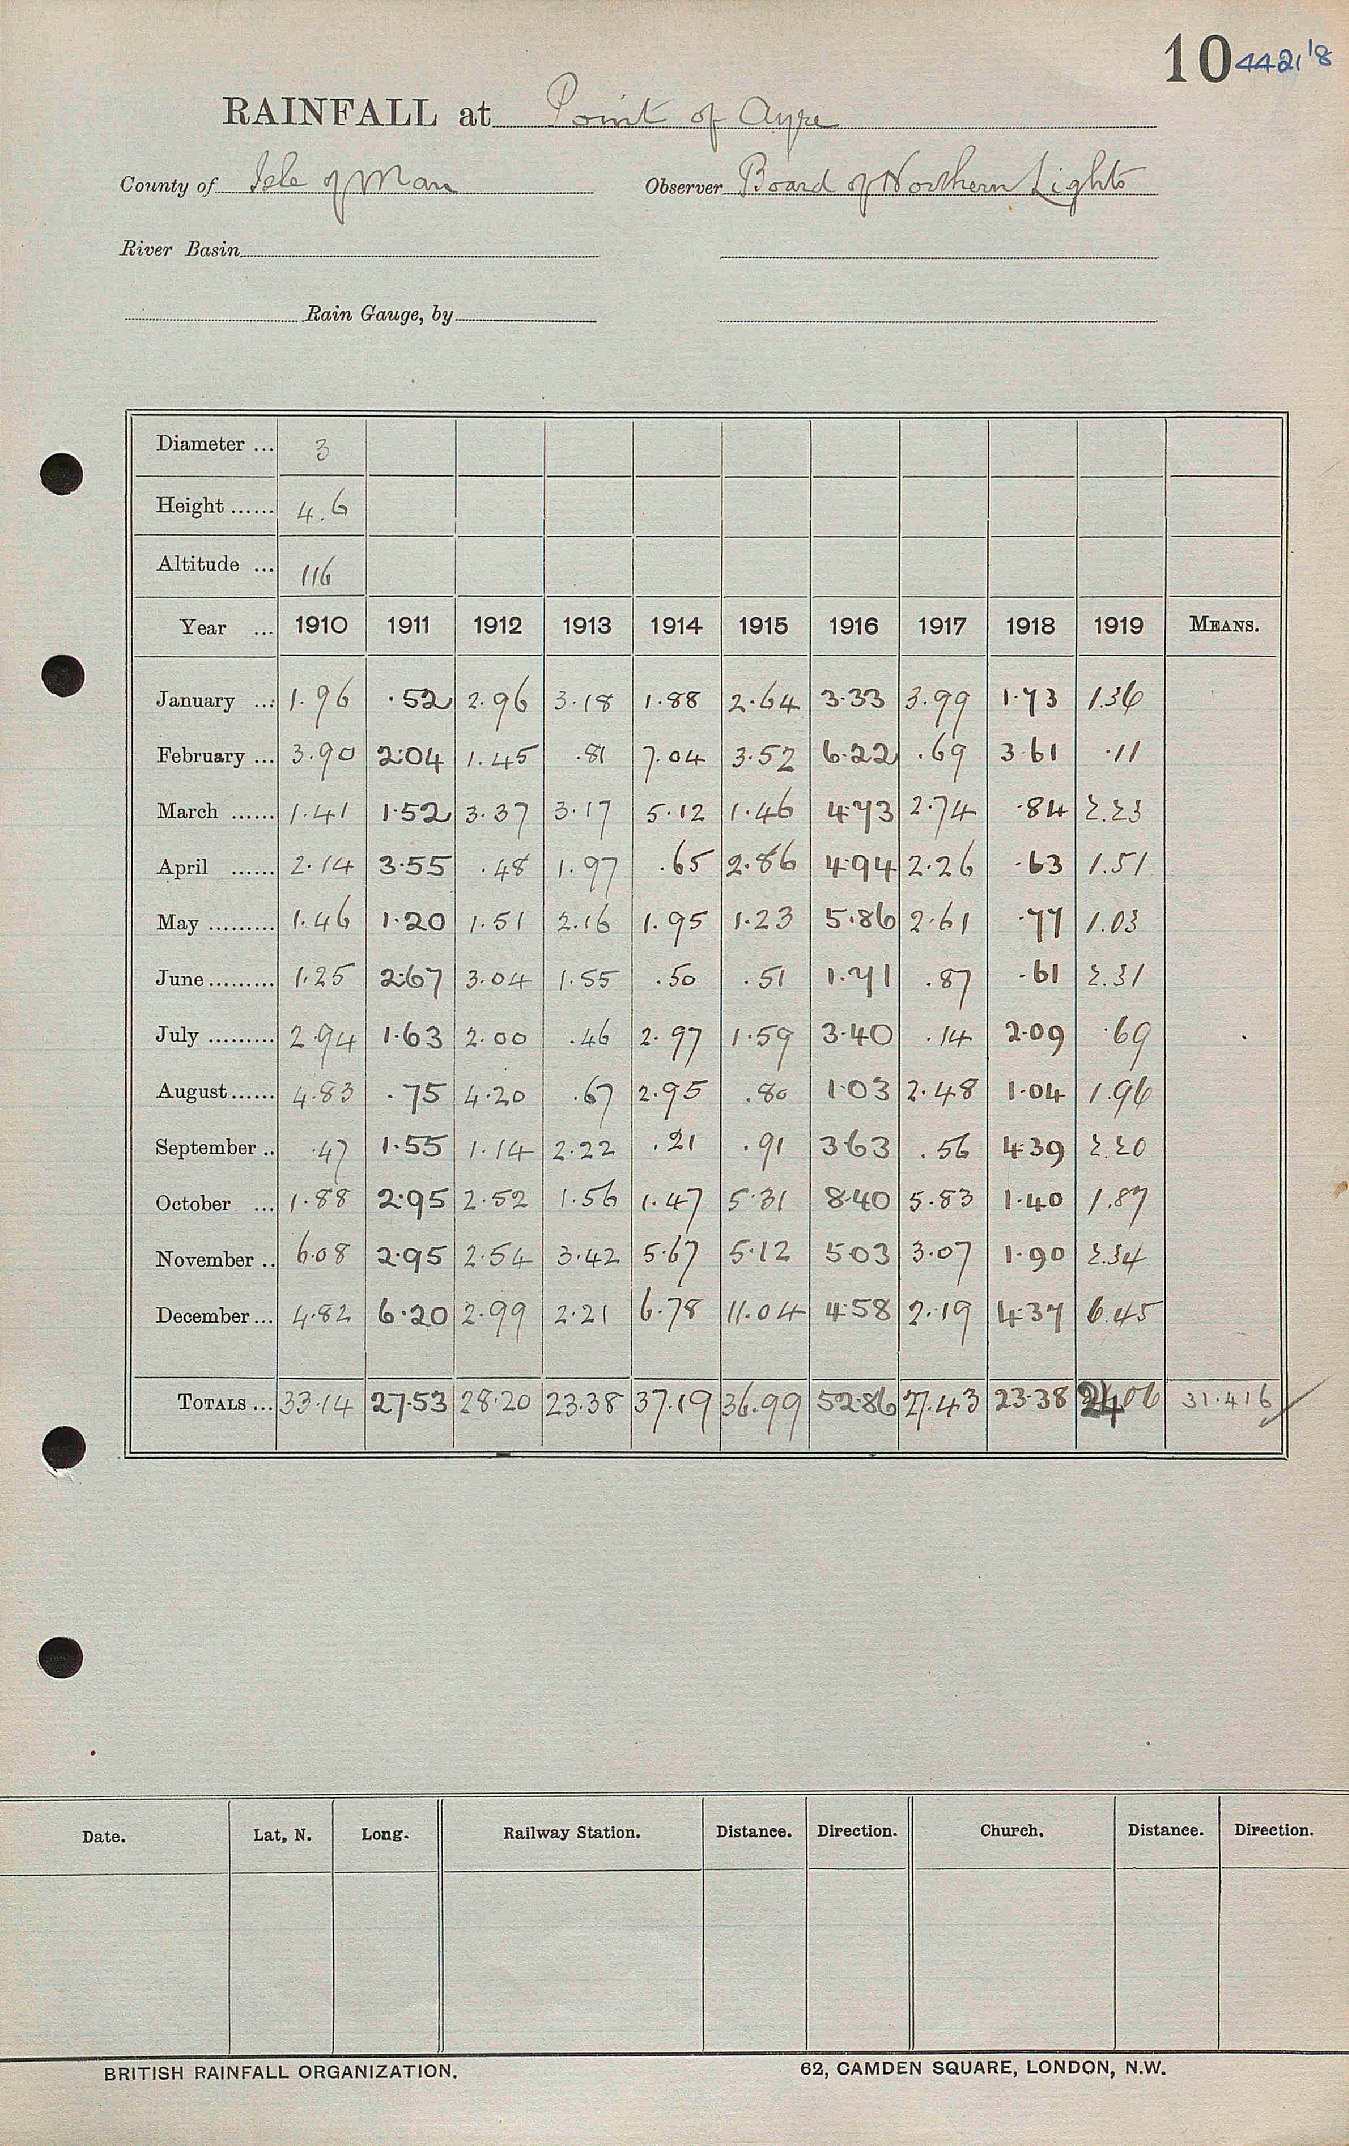 10 4421/8
RAINFALL at Point of Ayre
County of Isle of Man Observer Board of Northern Lights
River Basin
Rain Gauge, by
Diameter ... 3
Height ...... 4.6
Altitude ... 116
Year ... 1910 1911 1912 1913 1914 1915 1916 1917 1918 1919 MEANS.
January ... 1.96 .52 2.96 3.18 1.88 2.64 3.33 3.99 1.73 1.36
February ... 3.90 2.04 1.45 .81 7.04 3.52 6.22 .69 3.61 .11
March ...... 1.41 1.52 3.37 3.17 5.12 1.46 4.73 2.74 .84 2.23
April ...... 2.14 3.55 .48 1.97 .65 2.86 4.94 2.26 .63 1.51
May ......... 1.46 1.20 1.51 2.16 1.95 1.23 5.86 2.61 .77 1.03
June ......... 1.25 2.67 3.04 1.55 .50 .51 1.71 .87 .61 2.31
July ......... 2.94 1.63 2.00 .46 2.97 1.59 3.40 .14 2.09 .69
August ...... 4.83 .75 4.20 .67 2.95 .80 1.03 2.48 1.04 1.96
September .. .47 1.55 1.14 2.22 .21 .91 3.63 .56 4.39 2.20
October ... 1.88 2.95 2.52 1.56 1.47 5.31 8.40 5.83 1.40 1.87
November .. 6.08 2.95 2.54 3.42 5.67 5.12 5.03 3.07 1.90 2.34
December ... 4.82 6.20 2.99 2.21 6.78 11.04 4.58 2.19 4.37 6.45
TOTALS ... 33.14 27.53 28.20 23.38 37.19 36.99 52.86 27.43 23.38 24.06 31.416
Date. Lat. N. Long. Railway Station. Distance. Direction. Church. Distance. Direction.
BRITISH RAINFALL ORGANIZATION. 62, CAMDEN SQUARE, LONDON, N.W.